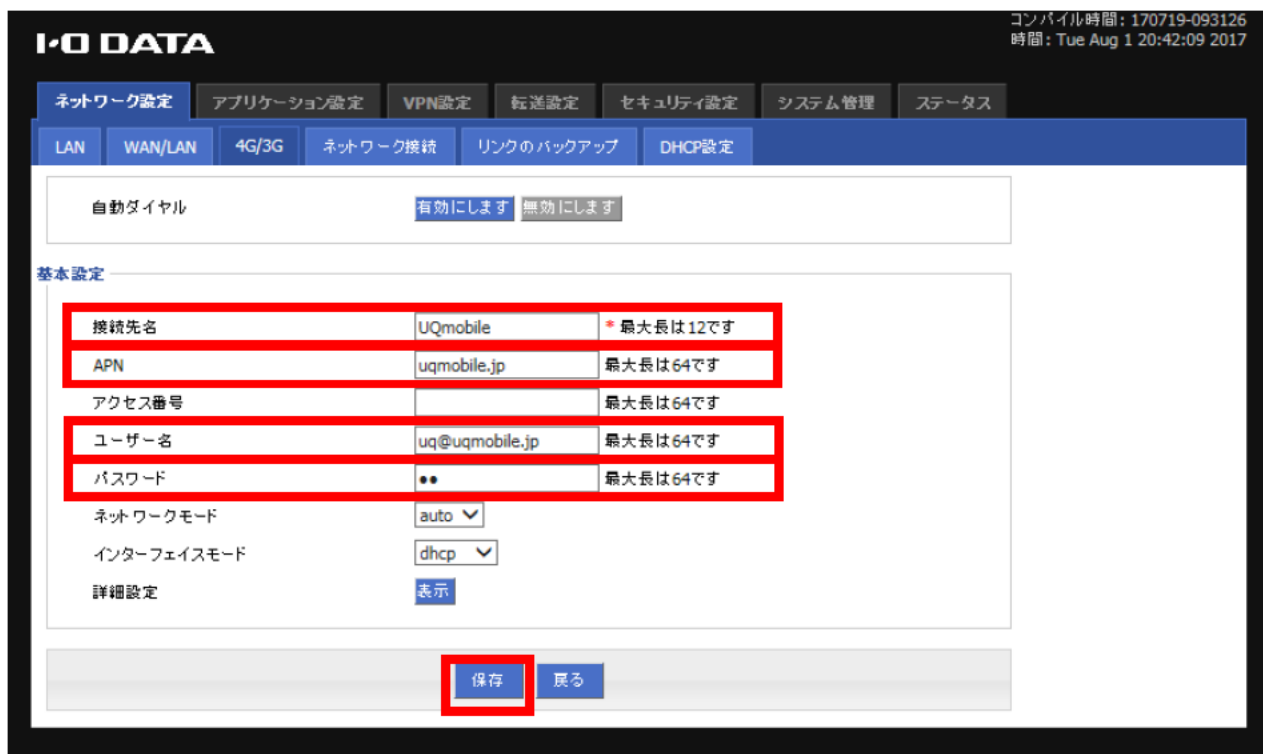 コンパイル時間: 170719-093126
I-O DATA
時間: Tue Aug 1 20:42:09 2017
ネットワーク設定 アプリケーション設定 VPN設定 転送設定 セキュリティ設定 システム管理 ステータス
LAN WAN/LAN 4G/3G ネットワーク接続 リンクのバックアップ DHCP設定
自動ダイヤル 有効にします 無効にします
基本設定
接続先名 UQmobile * 最大長は12です
APN uqmobile.jp 最大長は64です
アクセス番号 最大長は64です
ユーザー名 uq@uqmobile.jp 最大長は64です
パスワード •• 最大長は64です
ネットワークモード auto
インターフェイスモード dhcp
詳細設定 表示
保存 戻る